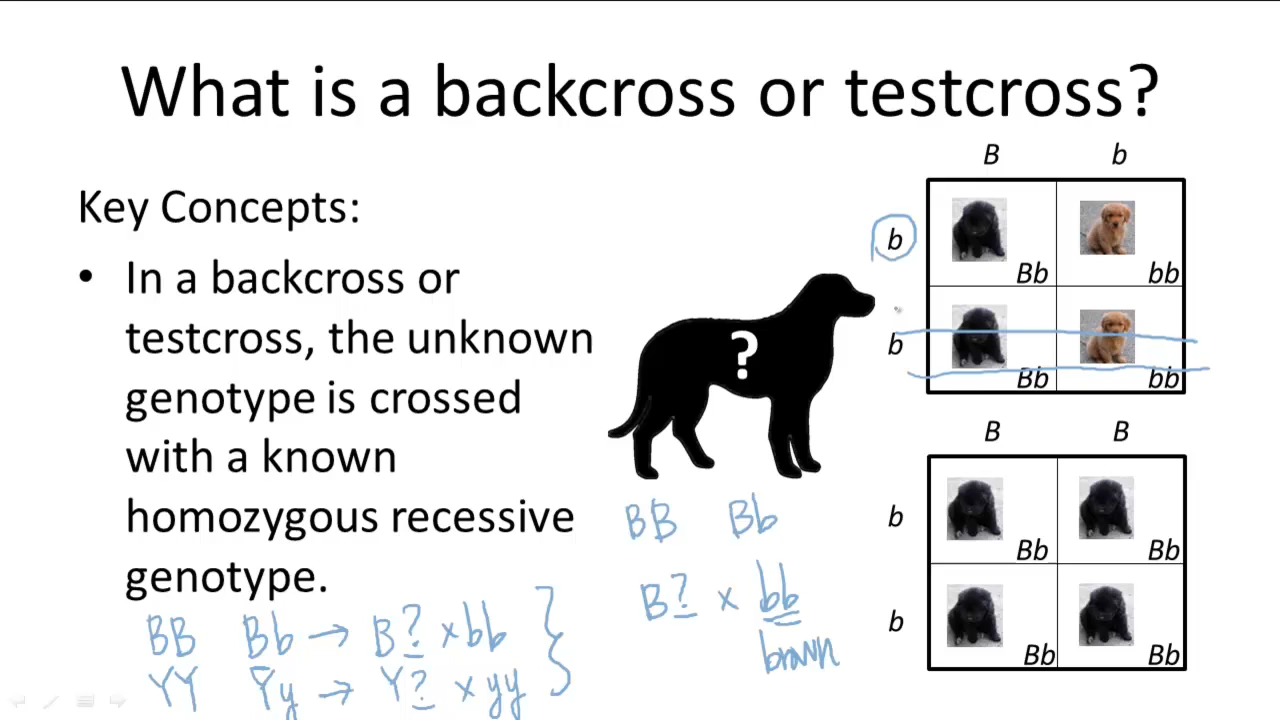 What is a backcross or testcross?
Key Concepts:
• In a backcross or
testcross, the unknown
genotype is crossed
with a known
homozygous recessive
genotype.
BB Bb → B? × bb }
YY Yy → Y? × yy
?
BB Bb
B? × bb
brown
B b
b Bb bb
b Bb bb
B B
b Bb Bb
b Bb Bb